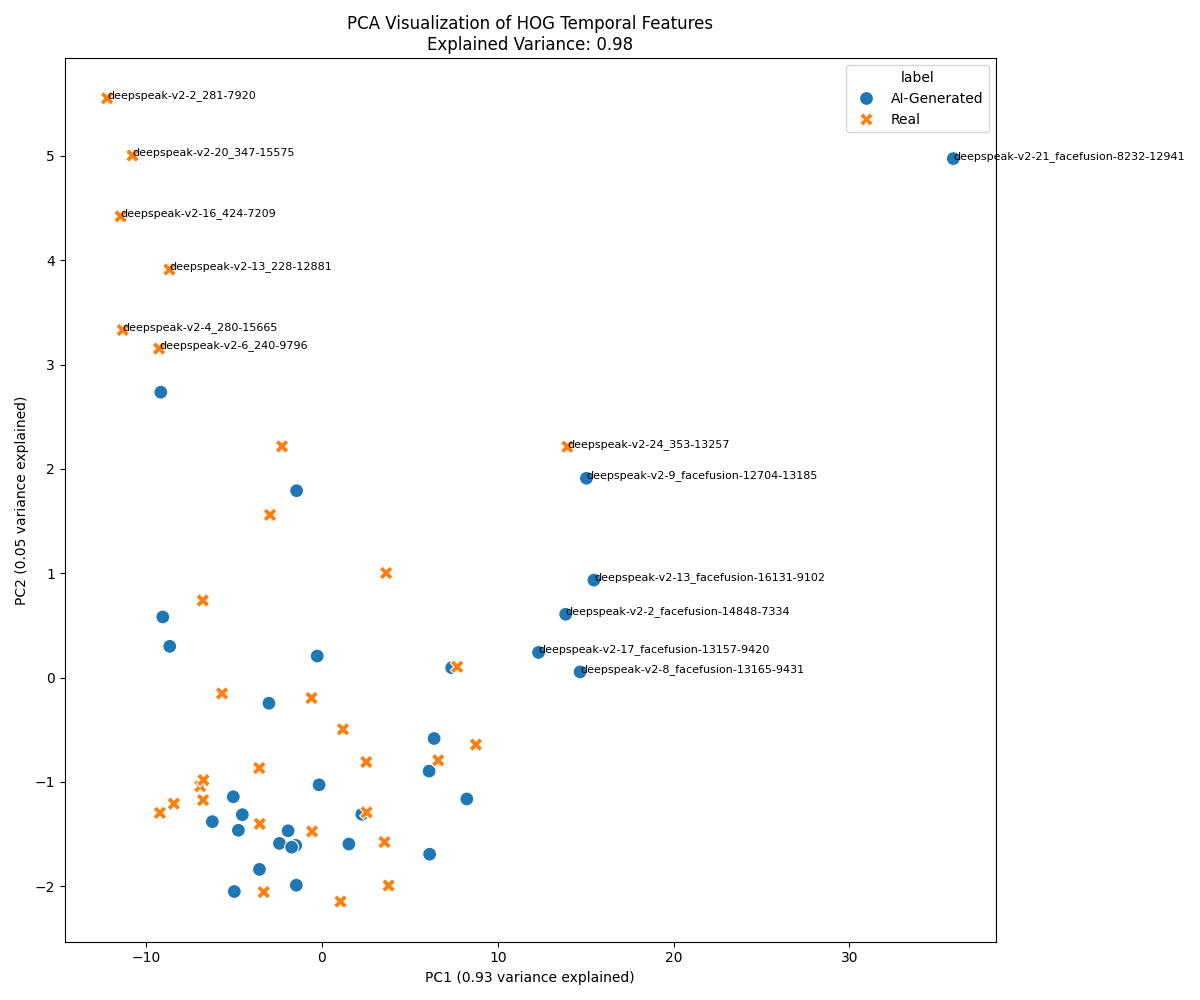 PCA Visualization of HOG Temporal Features
Explained Variance: 0.98
label
AI-Generated
Real
deepspeak-v2-2_281-7920
deepspeak-v2-20_347-15575
deepspeak-v2-21_facefusion-8232-12941
deepspeak-v2-16_424-7209
deepspeak-v2-13_228-12881
deepspeak-v2-4_280-15665
deepspeak-v2-6_240-9796
deepspeak-v2-24_353-13257
deepspeak-v2-9_facefusion-12704-13185
deepspeak-v2-13_facefusion-16131-9102
deepspeak-v2-2_facefusion-14848-7334
deepspeak-v2-17_facefusion-13157-9420
deepspeak-v2-8_facefusion-13165-9431
PC2 (0.05 variance explained)
5
4
3
2
1
0
−1
−2
−10
0
10
20
30
PC1 (0.93 variance explained)